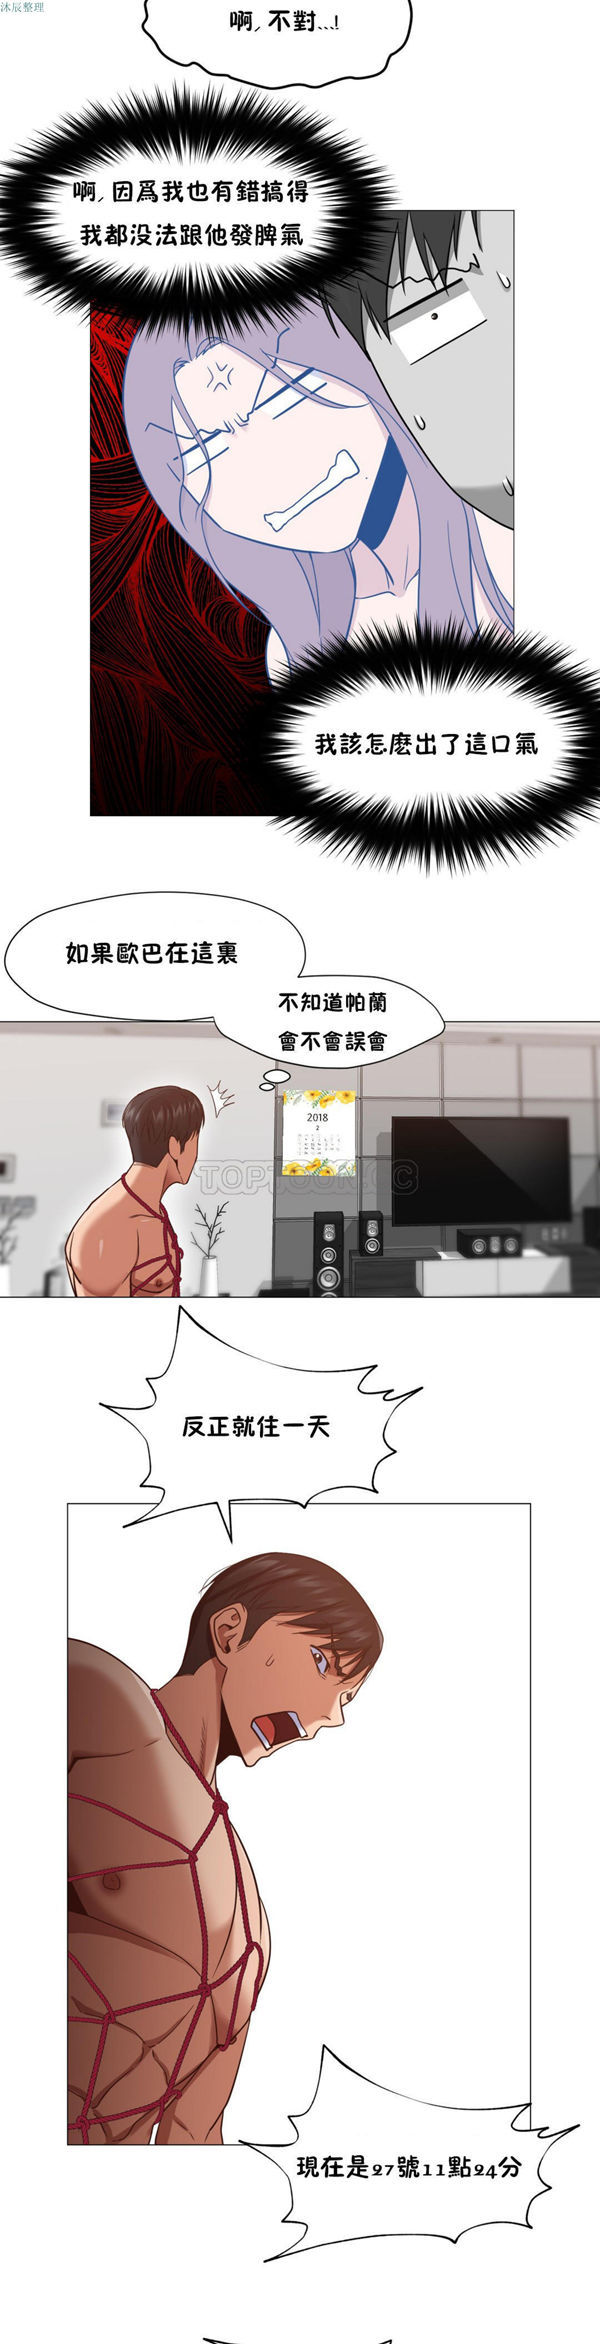 沐辰整理
啊,不對...!
啊,因爲我也有錯搞得
我都没法跟他發脾氣
我該怎麽出了這口氣
如果歐巴在這裏
不知道帕蘭
會不會誤會
2018
2
TOPTOON.CC
反正就住一天
現在是27號11點24分